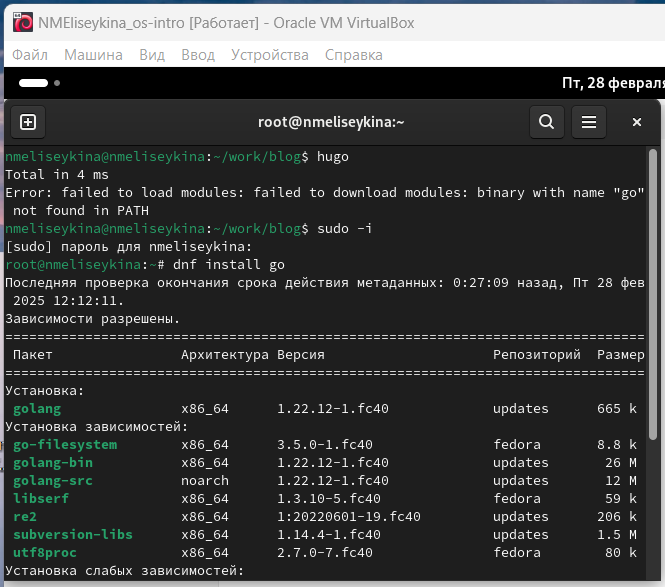 NMEliseykina_os-intro [Работает] - Oracle VM VirtualBox
Файл Машина Вид Ввод Устройства Справка
Пт, 28 февраля
root@nmeliseykina:~
nmeliseykina@nmeliseykina:~/work/blog$ hugo
Total in 4 ms
Error: failed to load modules: failed to download modules: binary with name "go"
not found in PATH
nmeliseykina@nmeliseykina:~/work/blog$ sudo -i
[sudo] пароль для nmeliseykina:
root@nmeliseykina:~# dnf install go
Последняя проверка окончания срока действия метаданных: 0:27:09 назад, Пт 28 фев
2025 12:12:11.
Зависимости разрешены.
================================================================================
Пакет Архитектура Версия Репозиторий Размер
================================================================================
Установка:
golang x86_64 1.22.12-1.fc40 updates 665 k
Установка зависимостей:
go-filesystem x86_64 3.5.0-1.fc40 fedora 8.8 k
golang-bin x86_64 1.22.12-1.fc40 updates 26 M
golang-src noarch 1.22.12-1.fc40 updates 12 M
libserf x86_64 1.3.10-5.fc40 fedora 59 k
re2 x86_64 1:20220601-19.fc40 updates 206 k
subversion-libs x86_64 1.14.4-1.fc40 updates 1.5 M
utf8proc x86_64 2.7.0-7.fc40 fedora 80 k
Установка слабых зависимостей: